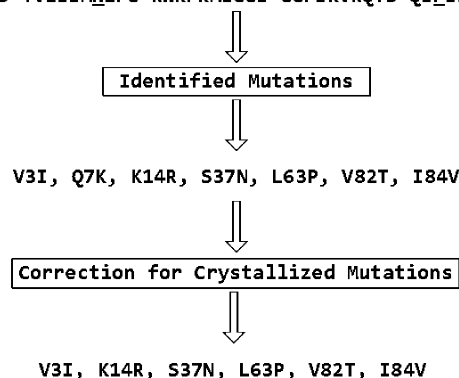 Identified Mutations
V3I, Q7K, K14R, S37N, L63P, V82T, I84V
Correction for Crystallized Mutations
V3I, K14R, S37N, L63P, V82T, I84V